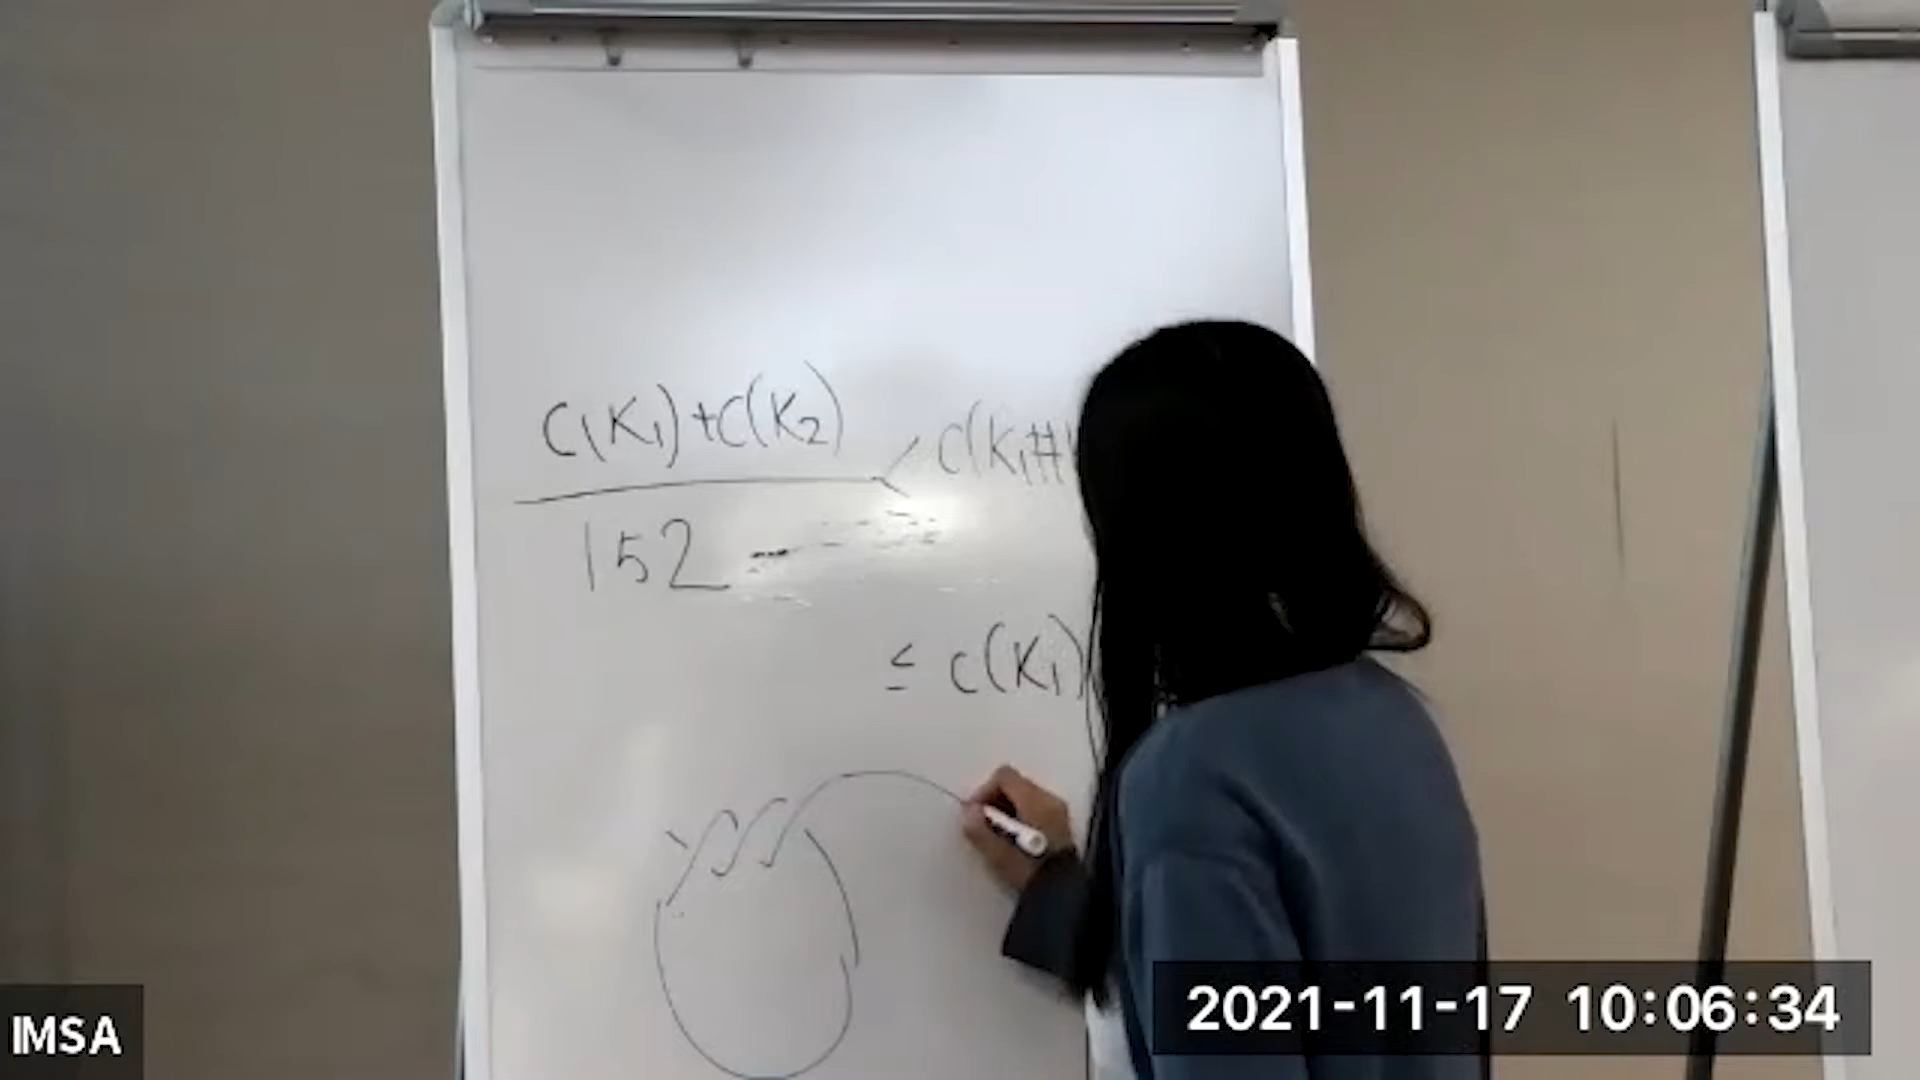 C(K₁)+C(K₂)
C(K₁#
152
≤ c(K₁)
IMSA
2021-11-17 10:06:34